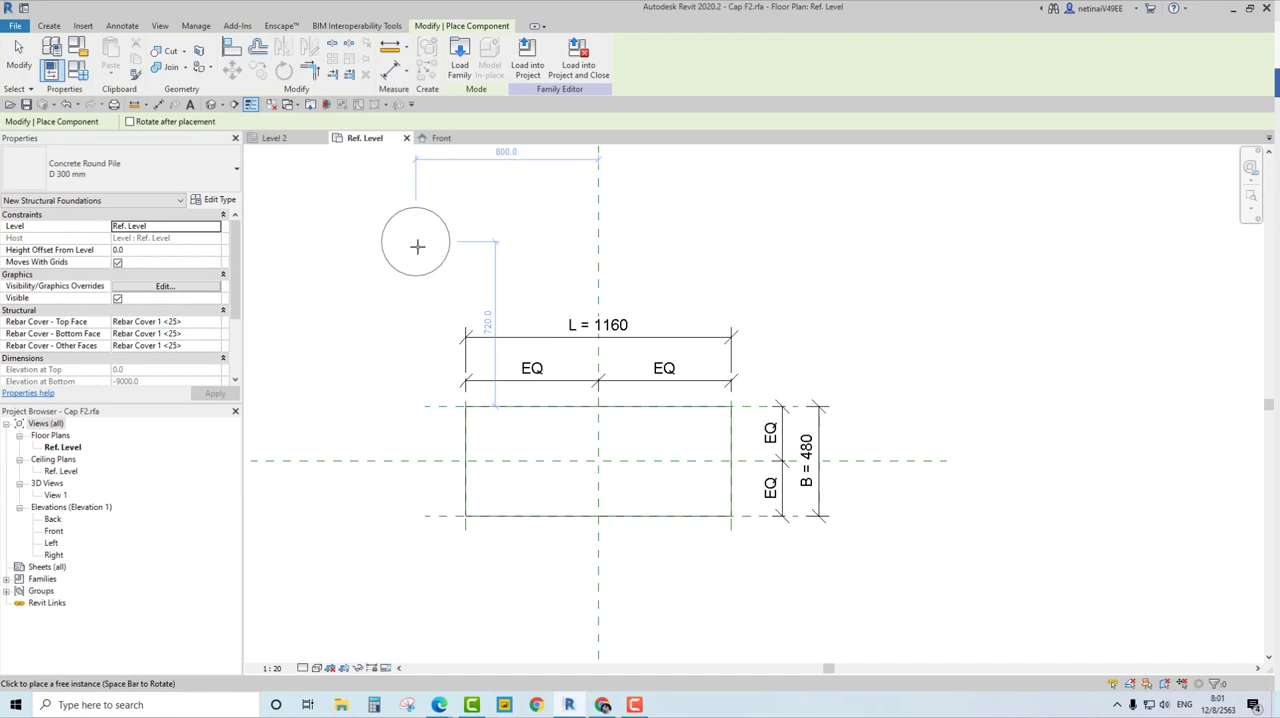 Autodesk Revit 2020.2 - Cap F2.rfa - Floor Plan: Ref. Level
netinaiV49EE
File Create Insert Annotate View Manage Add-Ins Enscape™ BIM Interoperability Tools Modify | Place Component
Modify
Paste
Cut
Join
Load Family
Model In-place
Load into Project
Load into Project and Close
Select Properties Clipboard Geometry Modify Measure Create Mode Family Editor
Modify | Place Component Rotate after placement
Properties
Level 2 Ref. Level Front
Concrete Round Pile
D 300 mm
New Structural Foundations Edit Type
Constraints
Level Ref. Level
Host Level : Ref. Level
Height Offset From Level 0.0
Moves With Grids
Graphics
Visibility/Graphics Overrides Edit...
Visible
Structural
Rebar Cover - Top Face Rebar Cover 1 <25>
Rebar Cover - Bottom Face Rebar Cover 1 <25>
Rebar Cover - Other Faces Rebar Cover 1 <25>
Dimensions
Elevation at Top 0.0
Elevation at Bottom -9000.0
Properties help Apply
Project Browser - Cap F2.rfa
Views (all)
Floor Plans
Ref. Level
Ceiling Plans
Ref. Level
3D Views
View 1
Elevations (Elevation 1)
Back
Front
Left
Right
Sheets (all)
Families
Groups
Revit Links
800.0
720.0
L = 1160
EQ EQ
EQ
EQ
B = 480
1 : 20
Click to place a free instance (Space Bar to Rotate)
:0
Type here to search
8:01
12/8/2563